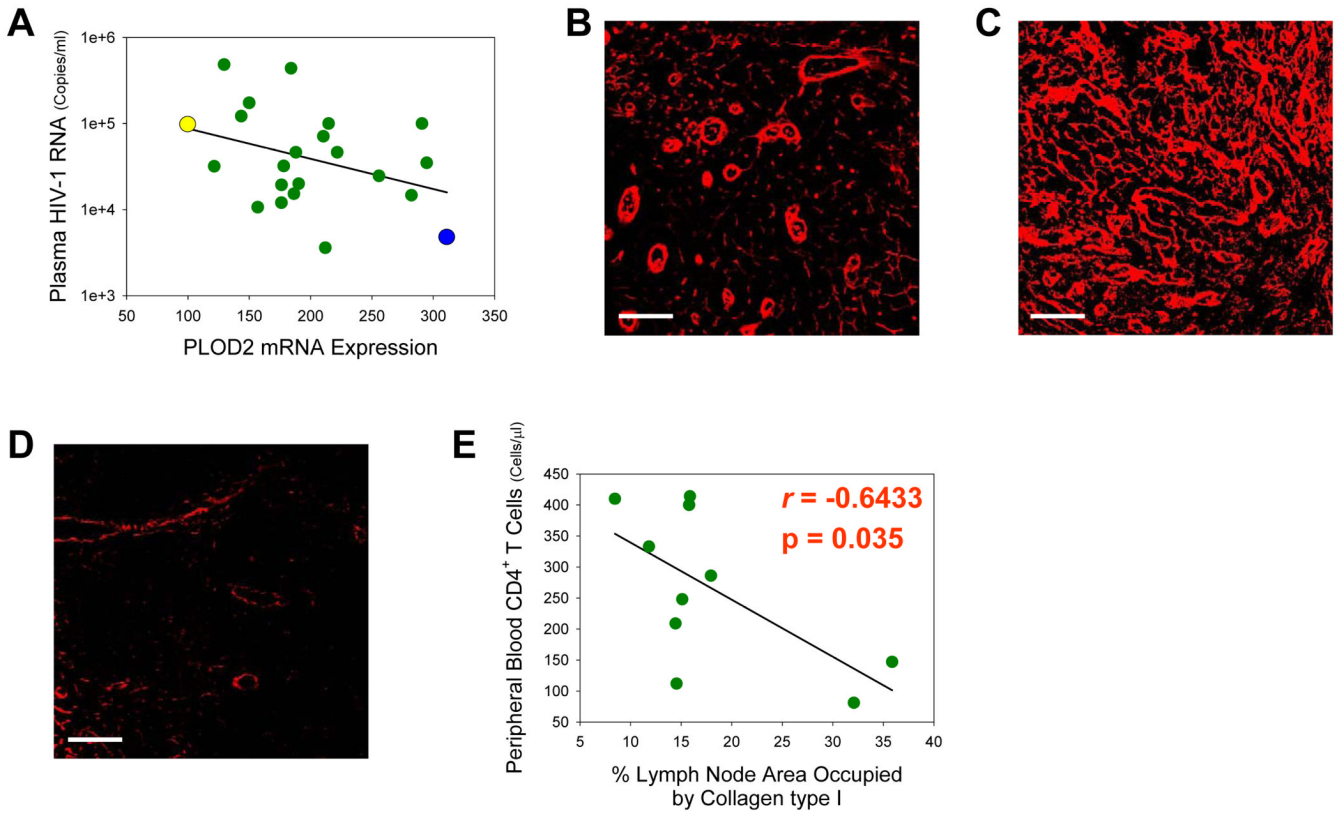 A
Plasma HIV-1 RNA (Copies/ml)
1e+6
1e+5
1e+4
1e+3
50 100 150 200 250 300 350
PLOD2 mRNA Expression
B
C
D
E
Peripheral Blood CD4+ T Cells (Cells/µl)
450
400
350
300
250
200
150
100
50
5 10 15 20 25 30 35 40
r = -0.6433
p = 0.035
% Lymph Node Area Occupied
by Collagen type I